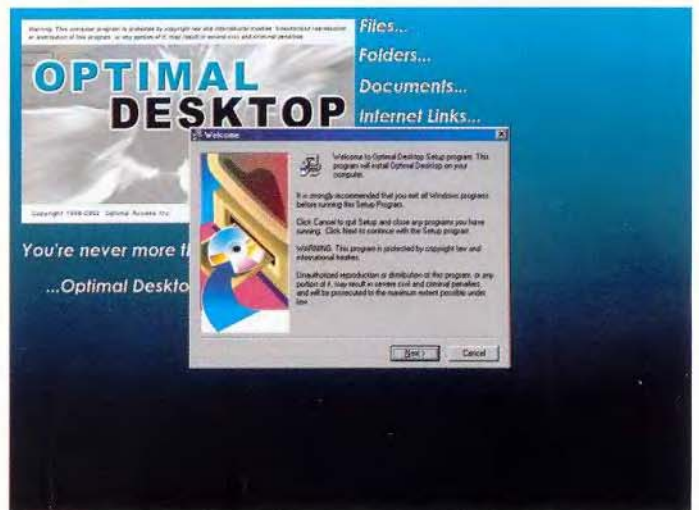 Warning. This computer program is protected by copyright law and international treaties. Unauthorized reproduction
or distribution of this program, or any portion of it, may result in severe civil and criminal penalties
OPTIMAL
DESKTOP
Copyright 1998-2002 Optimal Access Inc
Files...
Folders...
Documents...
Internet Links...
You're never more t
...Optimal Deskto
Welcome
Welcome to Optimal Desktop Setup program. This
program will install Optimal Desktop on your
computer.
It is strongly recommended that you exit all Windows programs
before running this Setup Program.
Click Cancel to quit Setup and close any programs you have
running. Click Next to continue with the Setup program.
WARNING: This program is protected by copyright law and
international treaties.
Unauthorized reproduction or distribution of this program, or any
portion of it, may result in severe civil and criminal penalties,
and will be prosecuted to the maximum extent possible under
law.
Next >
Cancel